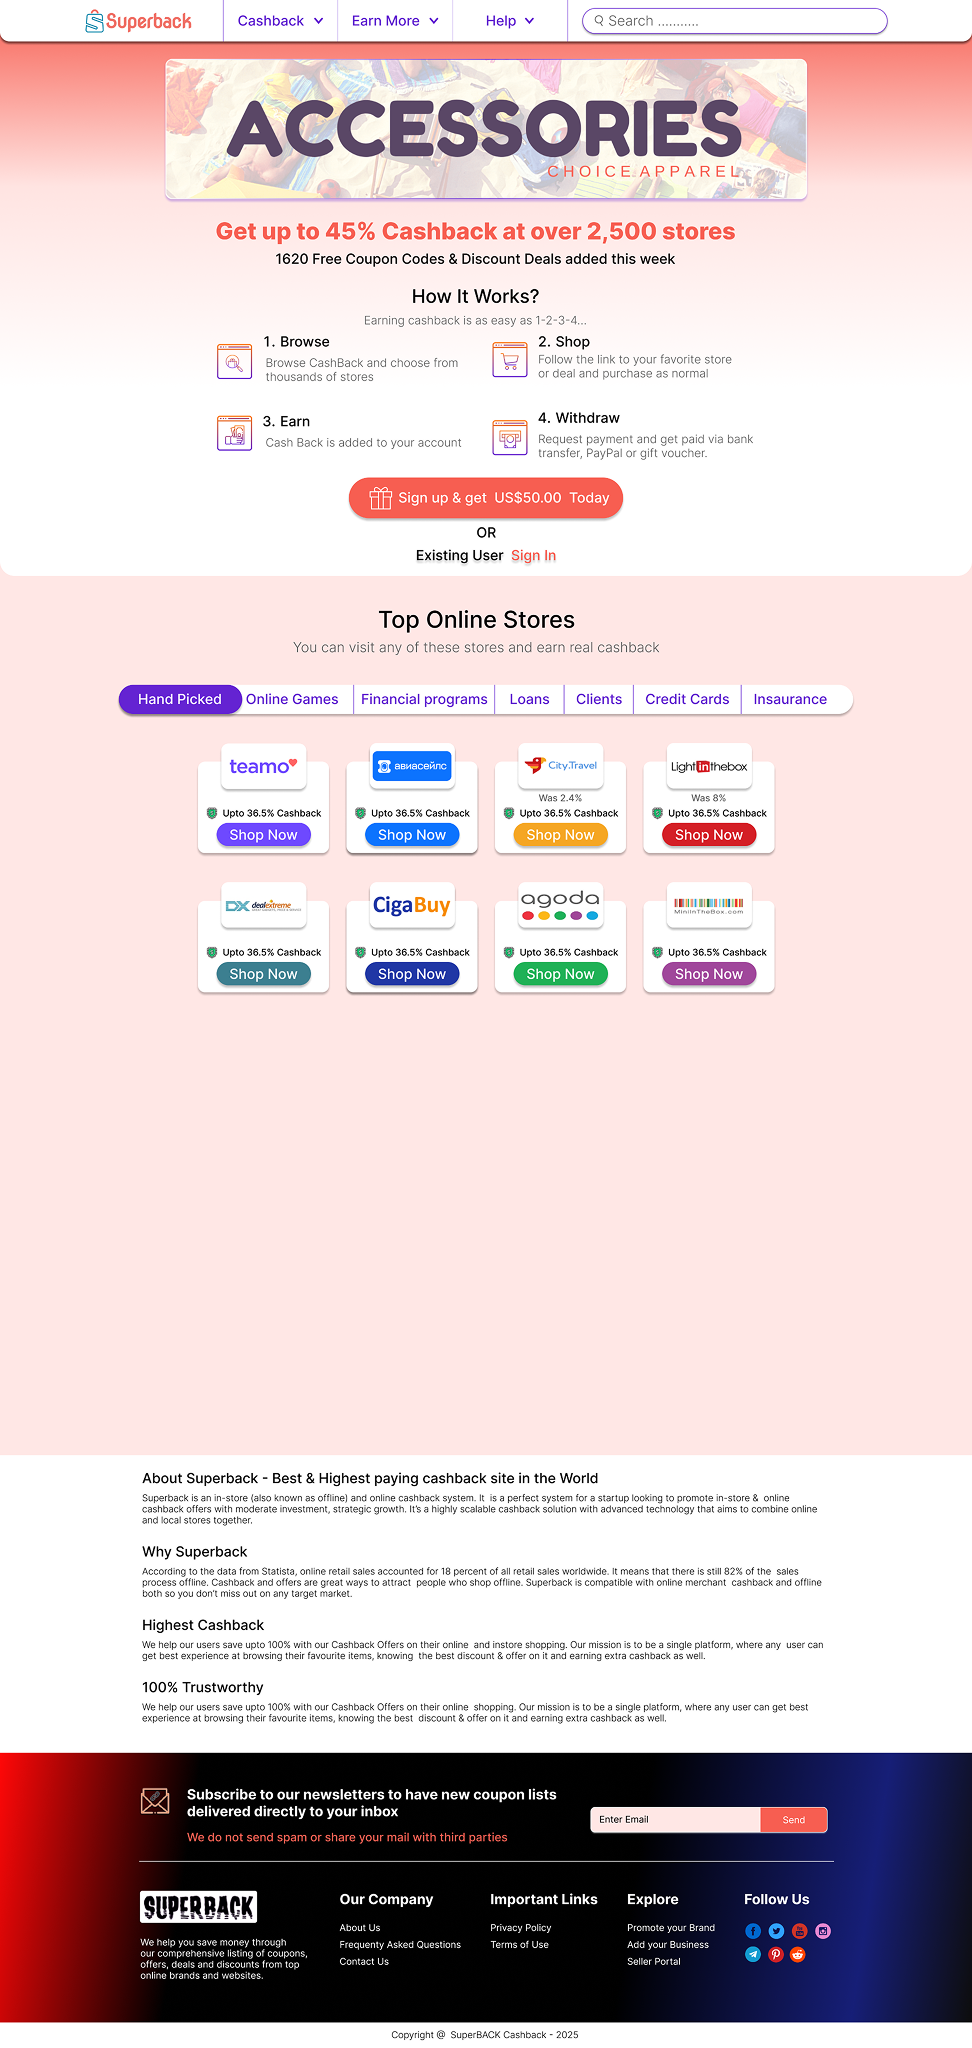 Superback
Cashback
Earn More
Help
Search ...........
ACCESSORIES
CHOICE APPAREL
Get up to 45% Cashback at over 2,500 stores
1620 Free Coupon Codes & Discount Deals added this week
How It Works?
Earning cashback is as easy as 1-2-3-4...
1. Browse
Browse CashBack and choose from
thousands of stores
2. Shop
Follow the link to your favorite store
or deal and purchase as normal
3. Earn
Cash Back is added to your account
4. Withdraw
Request payment and get paid via bank
transfer, PayPal or gift voucher.
Sign up & get US$50.00 Today
OR
Existing User Sign In
Top Online Stores
You can visit any of these stores and earn real cashback
Hand Picked
Online Games
Financial programs
Loans
Clients
Credit Cards
Insaurance
teamo
Upto 36.5% Cashback
Shop Now
авиасейлс
Upto 36.5% Cashback
Shop Now
City.Travel
Was 2.4%
Upto 36.5% Cashback
Shop Now
Light in the box
Was 8%
Upto 36.5% Cashback
Shop Now
DX dealextreme
Upto 36.5% Cashback
Shop Now
CigaBuy
Upto 36.5% Cashback
Shop Now
agoda
Upto 36.5% Cashback
Shop Now
MiniInTheBox.com
Upto 36.5% Cashback
Shop Now
About Superback - Best & Highest paying cashback site in the World
Superback is an in-store (also known as offline) and online cashback system. It is a perfect system for a startup looking to promote in-store & online
cashback offers with moderate investment, strategic growth. It's a highly scalable cashback solution with advanced technology that aims to combine online
and local stores together.
Why Superback
According to the data from Statista, online retail sales accounted for 18 percent of all retail sales worldwide. It means that there is still 82% of the sales
process offline. Cashback and offers are great ways to attract people who shop offline. Superback is compatible with online merchant cashback and offline
both so you don't miss out on any target market.
Highest Cashback
We help our users save upto 100% with our Cashback Offers on their online and instore shopping. Our mission is to be a single platform, where any user can
get best experience at browsing their favourite items, knowing the best discount & offer on it and earning extra cashback as well.
100% Trustworthy
We help our users save upto 100% with our Cashback Offers on their online shopping. Our mission is to be a single platform, where any user can get best
experience at browsing their favourite items, knowing the best discount & offer on it and earning extra cashback as well.
Subscribe to our newsletters to have new coupon lists
delivered directly to your inbox
We do not send spam or share your mail with third parties
Enter Email
Send
SUPERBACK
We help you save money through
our comprehensive listing of coupons,
offers, deals and discounts from top
online brands and websites.
Our Company
About Us
Frequenty Asked Questions
Contact Us
Important Links
Privacy Policy
Terms of Use
Explore
Promote your Brand
Add your Business
Seller Portal
Follow Us
Copyright @ SuperBACK Cashback - 2025